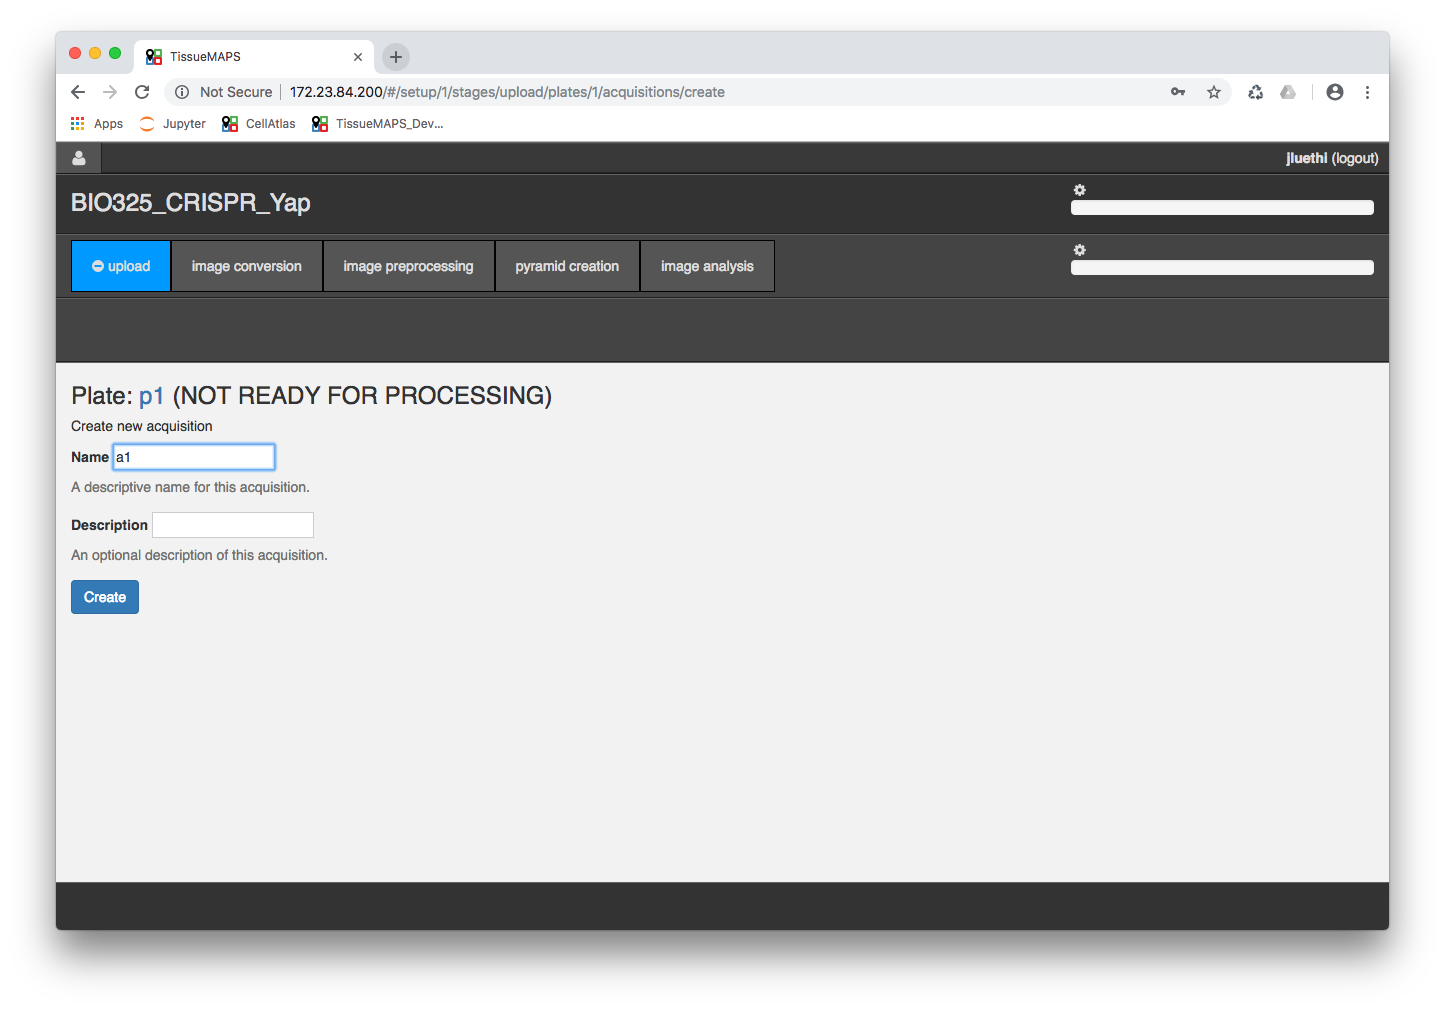 TissueMAPS
Not Secure 172.23.84.200/#/setup/1/stages/upload/plates/1/acquisitions/create
Apps Jupyter CellAtlas TissueMAPS_Dev...
jluethi (logout)
BIO325_CRISPR_Yap
upload image conversion image preprocessing pyramid creation image analysis
Plate: p1 (NOT READY FOR PROCESSING)
Create new acquisition
Name a1
A descriptive name for this acquisition.
Description
An optional description of this acquisition.
Create